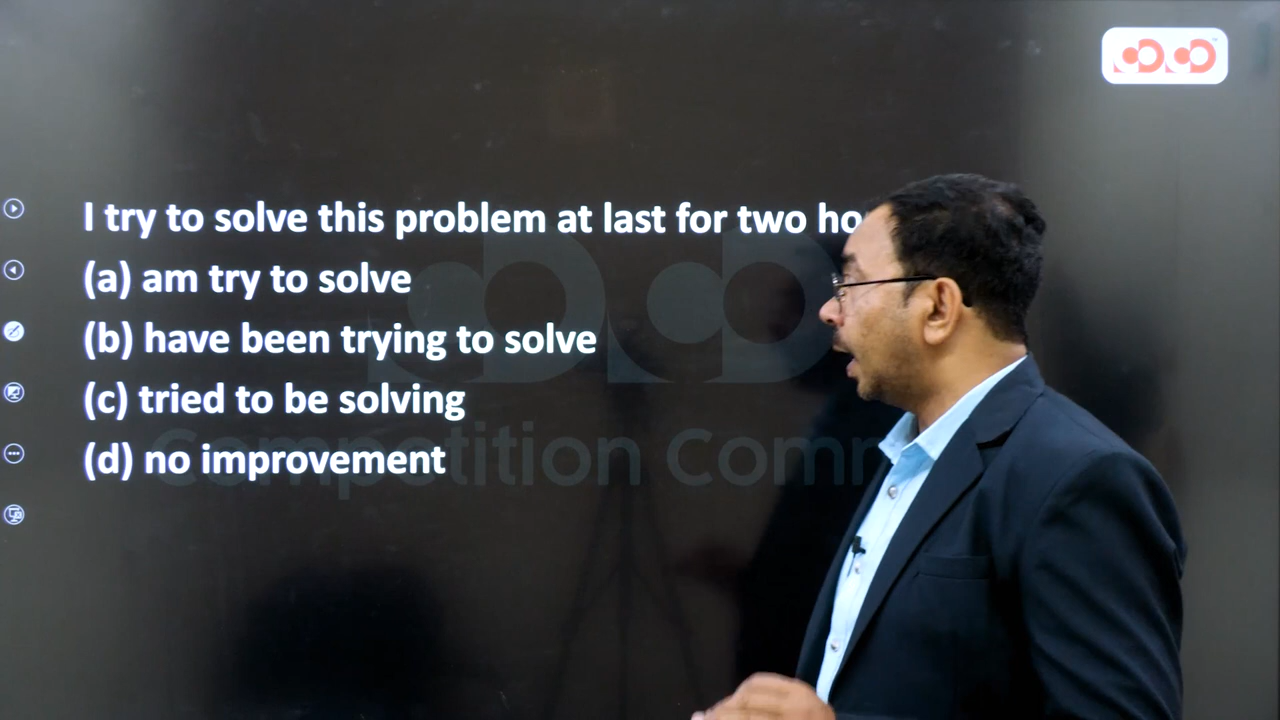 I try to solve this problem at last for two
(a) am try to solve
(b) have been trying to solve
(c) tried to be solving
(d) no improvement
Competition